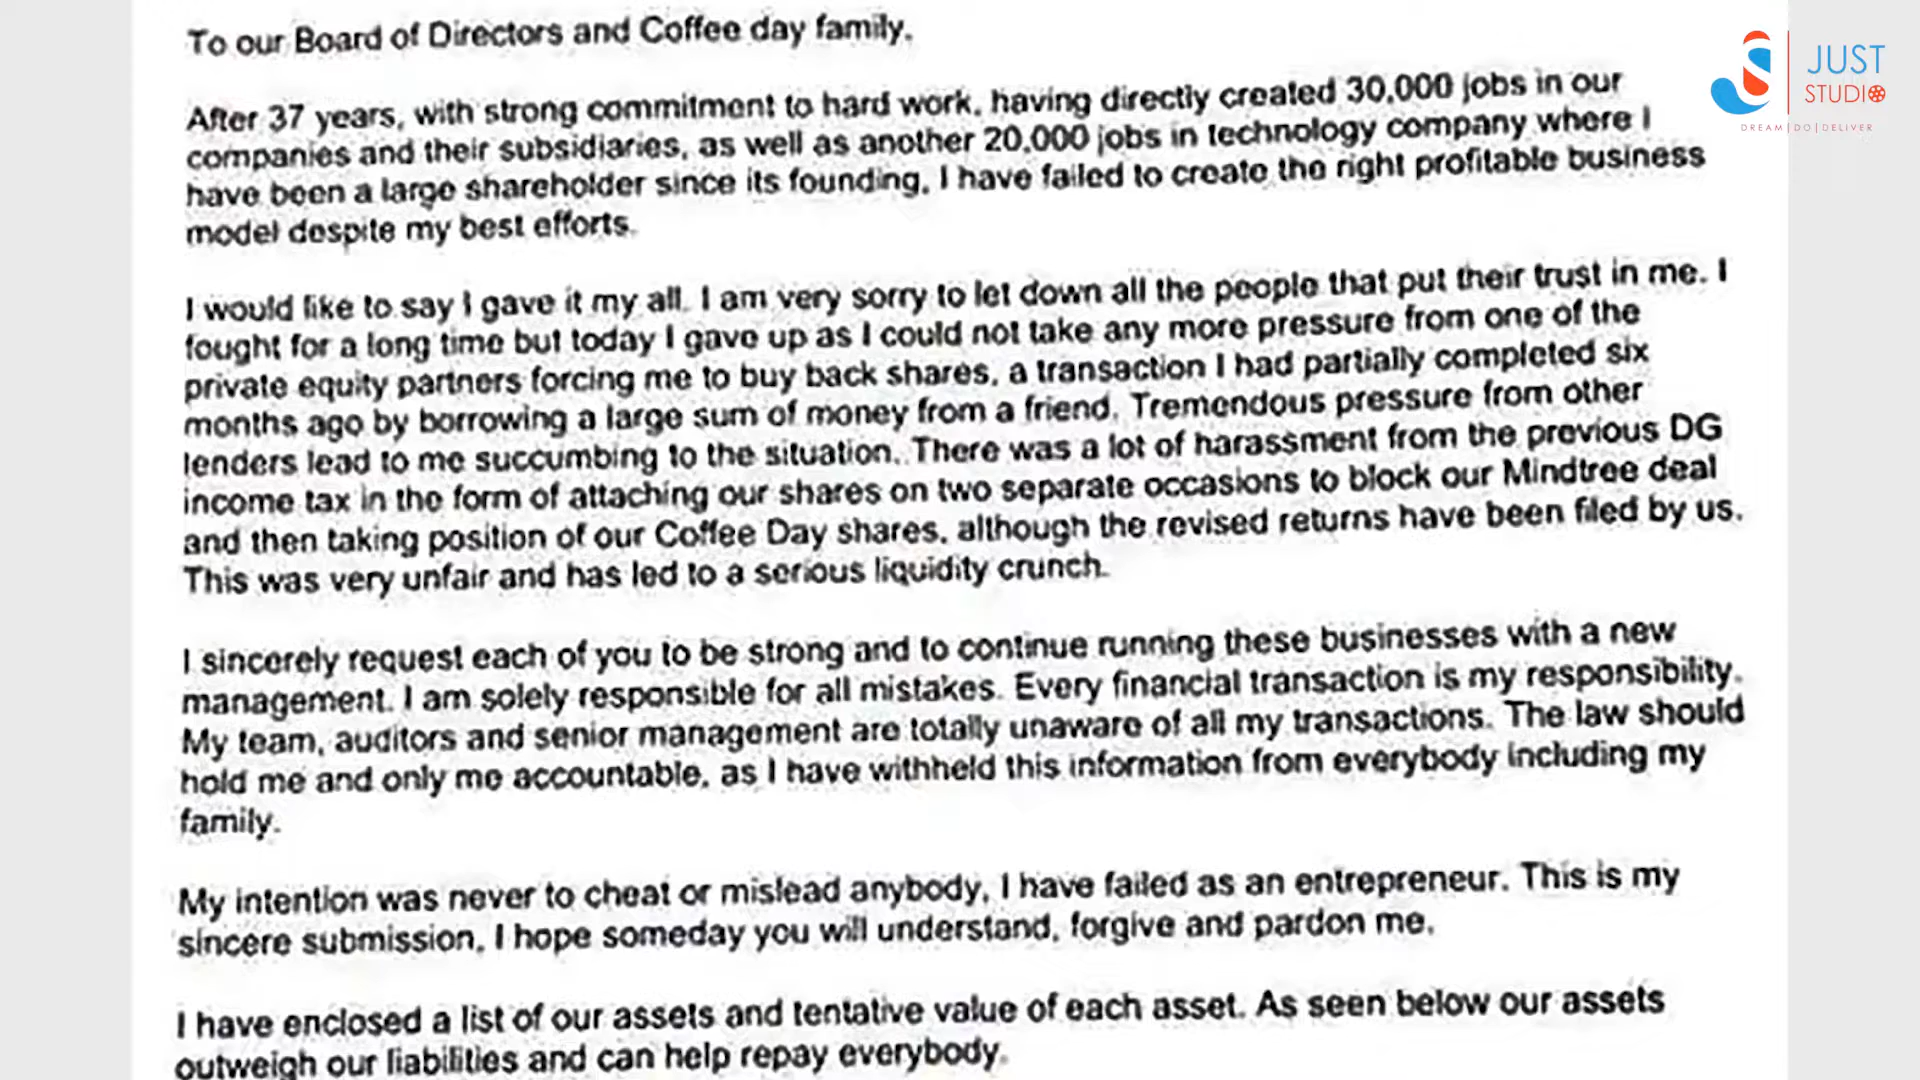 To our Board of Directors and Coffee day family,
After 37 years, with strong commitment to hard work, having directly created 30,000 jobs in our
companies and their subsidiaries, as well as another 20,000 jobs in technology company where I
have been a large shareholder since its founding, I have failed to create the right profitable business
model despite my best efforts.
I would like to say I gave it my all. I am very sorry to let down all the people that put their trust in me. I
fought for a long time but today I gave up as I could not take any more pressure from one of the
private equity partners forcing me to buy back shares, a transaction I had partially completed six
months ago by borrowing a large sum of money from a friend. Tremendous pressure from other
lenders lead to me succumbing to the situation. There was a lot of harassment from the previous DG
income tax in the form of attaching our shares on two separate occasions to block our Mindtree deal
and then taking position of our Coffee Day shares, although the revised returns have been filed by us.
This was very unfair and has led to a serious liquidity crunch.
I sincerely request each of you to be strong and to continue running these businesses with a new
management. I am solely responsible for all mistakes. Every financial transaction is my responsibility.
My team, auditors and senior management are totally unaware of all my transactions. The law should
hold me and only me accountable, as I have withheld this information from everybody including my
family.
My intention was never to cheat or mislead anybody, I have failed as an entrepreneur. This is my
sincere submission, I hope someday you will understand, forgive and pardon me.
I have enclosed a list of our assets and tentative value of each asset. As seen below our assets
outweigh our liabilities and can help repay everybody.
JUST
STUDIO
DREAM|DO|DELIVER